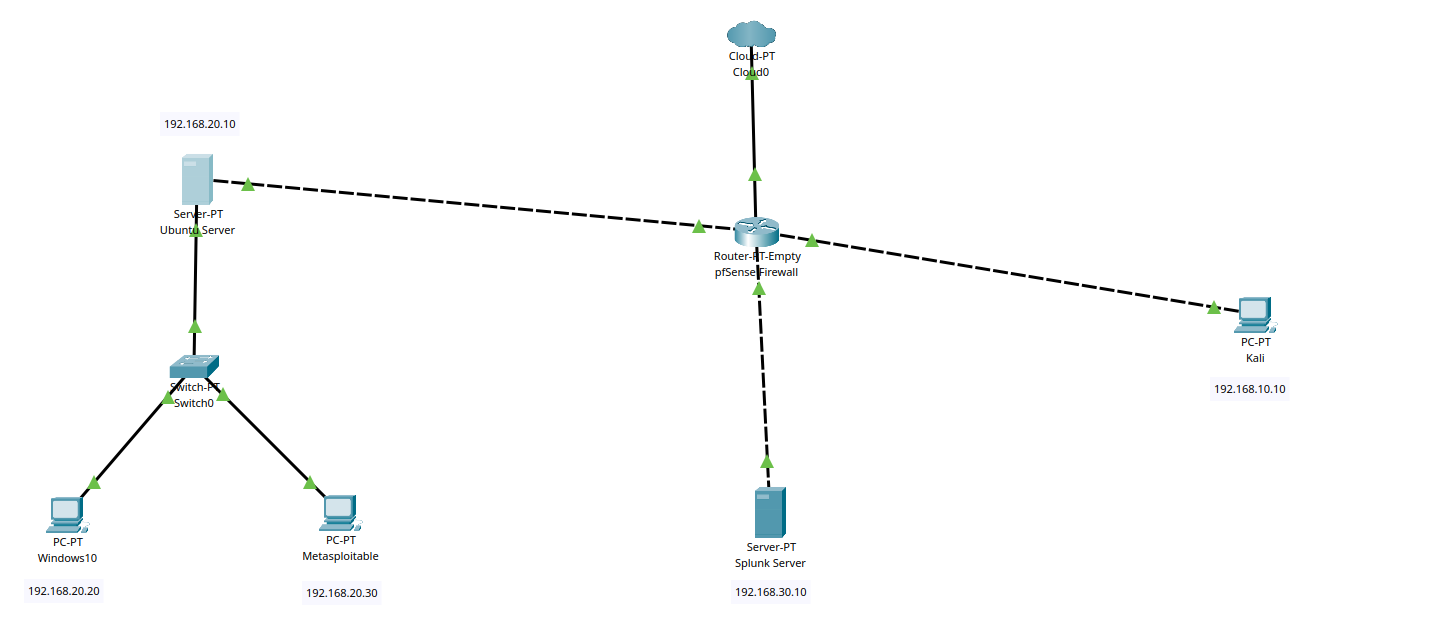 Cloud-PT
Cloud0
192.168.20.10
Server-PT
Ubuntu Server
Router-PT-Empty
pfSense Firewall
PC-PT
Kali
192.168.10.10
Switch-PT
Switch0
PC-PT
Windows10
192.168.20.20
PC-PT
Metasploitable
192.168.20.30
Server-PT
Splunk Server
192.168.30.10